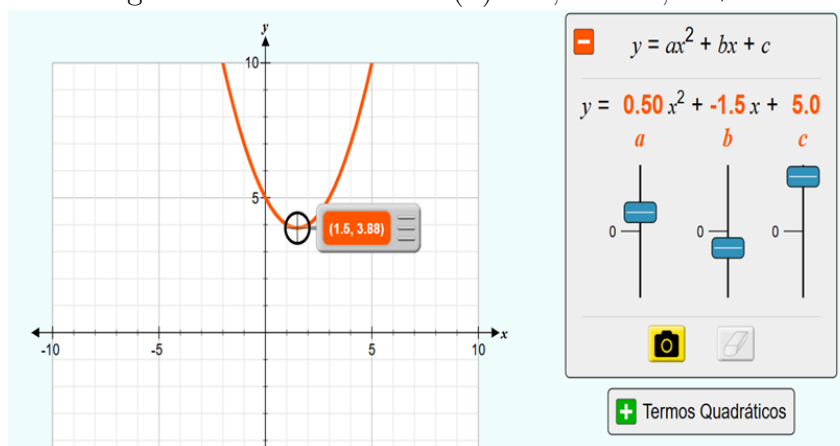 y
10
5
(1.5, 3.88)
-10
-5
5
10
x
y = ax² + bx + c
y = 0.50 x² + -1.5 x + 5.0
a b c
0 0 0
+ Termos Quadráticos